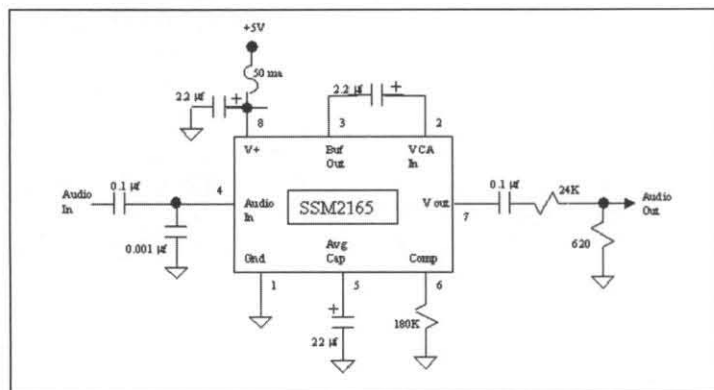 +5V
50 ma
2.2 µf
+
2.2 µf
+
8
3
2
V+
Buf
Out
VCA
In
Audio
In
0.1 µf
4
Audio
In
SSM2165
V out
7
0.1 µf
24K
Audio
Out
0.001 µf
620
Gnd
Avg
Cap
Comp
1
5
6
+
22 µf
180K